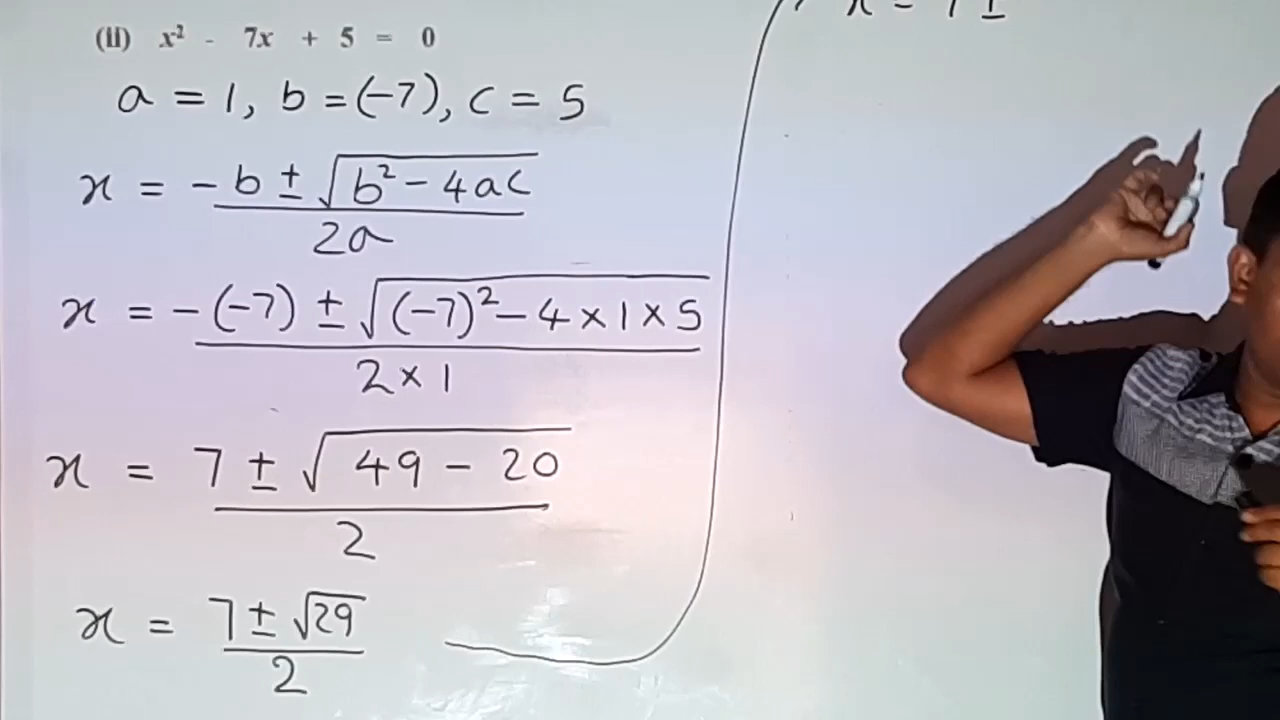 (ii) x² - 7x + 5 = 0
a = 1, b = (-7), c = 5
x = -b ± √(b² - 4ac)
2a
x = -(-7) ± √((-7)² - 4 × 1 × 5)
2 × 1
x = 7 ± √(49 - 20)
2
x = 7 ± √29
2
x = 7 ±